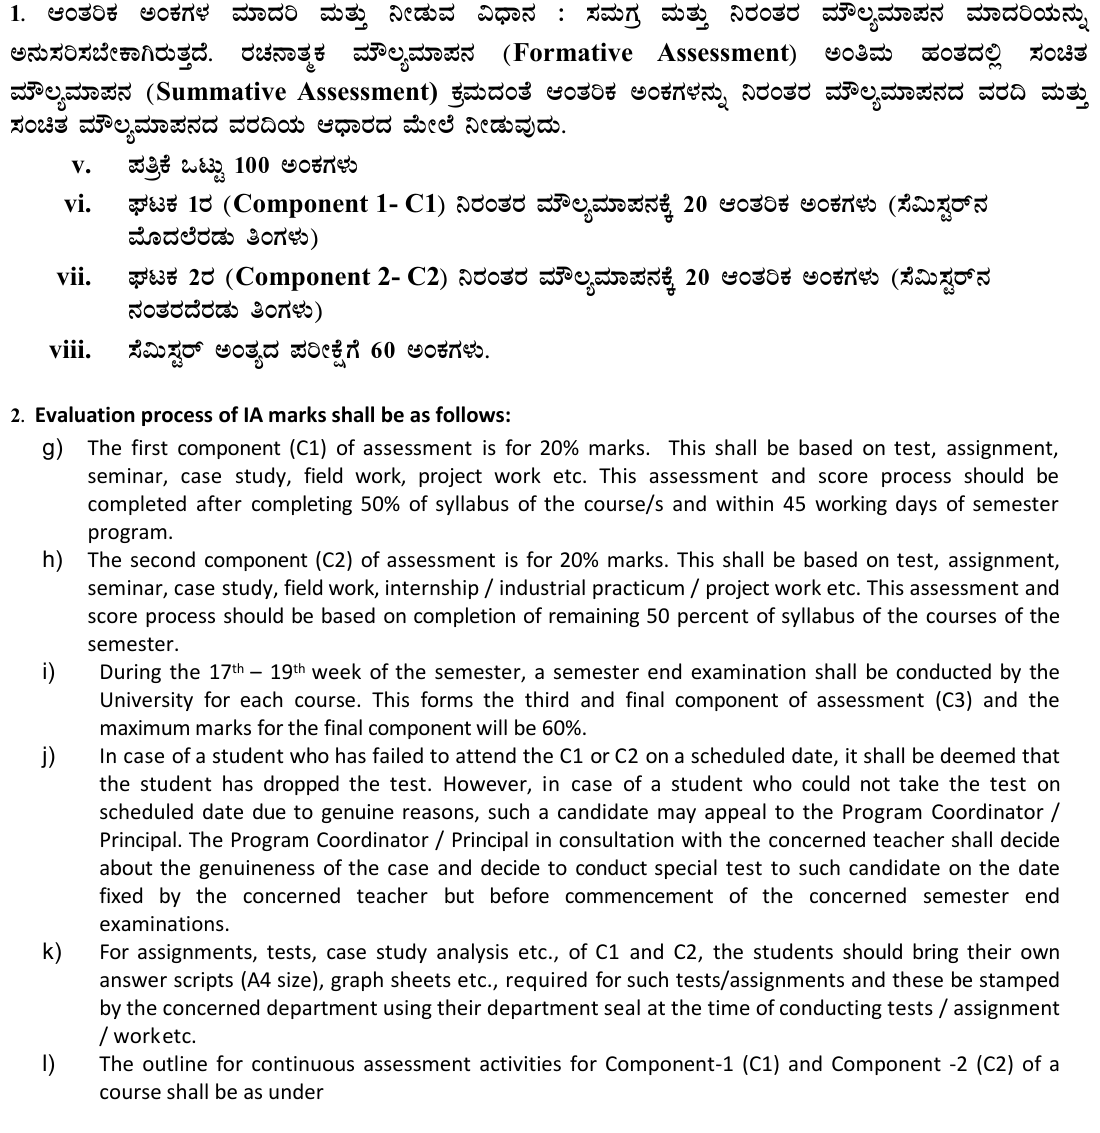 1. ಆಂತರಿಕ ಅಂಕಗಳ ಮಾದರಿ ಮತ್ತು ನೀಡುವ ವಿಧಾನ : ಸಮಗ್ರ ಮತ್ತು ನಿರಂತರ ಮೌಲ್ಯಮಾಪನ ಮಾದರಿಯನ್ನು
ಅನುಸರಿಸಬೇಕಾಗಿರುತ್ತದೆ. ರಚನಾತ್ಮಕ ಮೌಲ್ಯಮಾಪನ (Formative Assessment) ಅಂತಿಮ ಹಂತದಲ್ಲಿ ಸಂಚಿತ
ಮೌಲ್ಯಮಾಪನ (Summative Assessment) ಕ್ರಮದಂತೆ ಆಂತರಿಕ ಅಂಕಗಳನ್ನು ನಿರಂತರ ಮೌಲ್ಯಮಾಪನದ ವರದಿ ಮತ್ತು
ಸಂಚಿತ ಮೌಲ್ಯಮಾಪನದ ವರದಿಯ ಆಧಾರದ ಮೇಲೆ ನೀಡುವುದು.
v. ಪತ್ರಿಕೆ ಒಟ್ಟು 100 ಅಂಕಗಳು
vi. ಘಟಕ 1ರ (Component 1- C1) ನಿರಂತರ ಮೌಲ್ಯಮಾಪನಕ್ಕೆ 20 ಆಂತರಿಕ ಅಂಕಗಳು (ಸೆಮಿಸ್ಟರ್‌ನ
ಮೊದಲೆರಡು ತಿಂಗಳು)
vii. ಘಟಕ 2ರ (Component 2- C2) ನಿರಂತರ ಮೌಲ್ಯಮಾಪನಕ್ಕೆ 20 ಆಂತರಿಕ ಅಂಕಗಳು (ಸೆಮಿಸ್ಟರ್‌ನ
ನಂತರದೆರಡು ತಿಂಗಳು)
viii. ಸೆಮಿಸ್ಟರ್ ಅಂತ್ಯದ ಪರೀಕ್ಷೆಗೆ 60 ಅಂಕಗಳು.
2. Evaluation process of IA marks shall be as follows:
g) The first component (C1) of assessment is for 20% marks. This shall be based on test, assignment,
seminar, case study, field work, project work etc. This assessment and score process should be
completed after completing 50% of syllabus of the course/s and within 45 working days of semester
program.
h) The second component (C2) of assessment is for 20% marks. This shall be based on test, assignment,
seminar, case study, field work, internship / industrial practicum / project work etc. This assessment and
score process should be based on completion of remaining 50 percent of syllabus of the courses of the
semester.
i) During the 17th – 19th week of the semester, a semester end examination shall be conducted by the
University for each course. This forms the third and final component of assessment (C3) and the
maximum marks for the final component will be 60%.
j) In case of a student who has failed to attend the C1 or C2 on a scheduled date, it shall be deemed that
the student has dropped the test. However, in case of a student who could not take the test on
scheduled date due to genuine reasons, such a candidate may appeal to the Program Coordinator /
Principal. The Program Coordinator / Principal in consultation with the concerned teacher shall decide
about the genuineness of the case and decide to conduct special test to such candidate on the date
fixed by the concerned teacher but before commencement of the concerned semester end
examinations.
k) For assignments, tests, case study analysis etc., of C1 and C2, the students should bring their own
answer scripts (A4 size), graph sheets etc., required for such tests/assignments and these be stamped
by the concerned department using their department seal at the time of conducting tests / assignment
/ work etc.
l) The outline for continuous assessment activities for Component-1 (C1) and Component -2 (C2) of a
course shall be as under